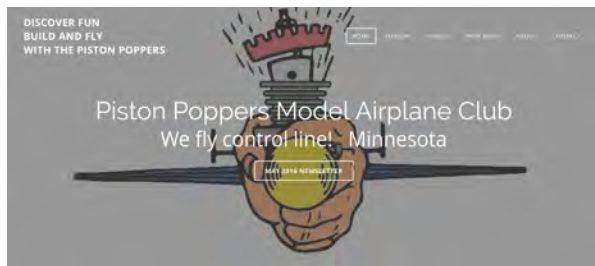 DISCOVER FUN
BUILD AND FLY
WITH THE PISTON POPPERS
HOME
Piston Poppers Model Airplane Club
We fly control line! Minnesota
MAY 2016 NEWSLETTER